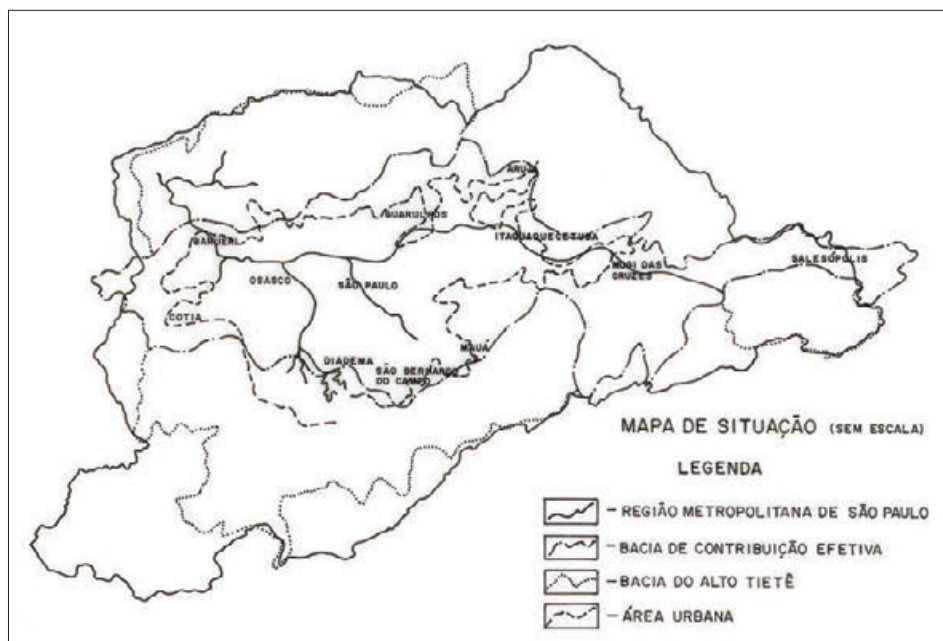 ARUJÁ
GUARULHOS
ITAQUAQUECETUBA
BARUERI
MOGI DAS
CRUZES
SALESÓPOLIS
OSASCO
SÃO PAULO
COTIA
MAUÁ
DIADEMA
SÃO BERNARDO
DO CAMPO
MAPA DE SITUAÇÃO (SEM ESCALA)
LEGENDA
- REGIÃO METROPOLITANA DE SÃO PAULO
- BACIA DE CONTRIBUIÇÃO EFETIVA
- BACIA DO ALTO TIETÊ
- ÁREA URBANA